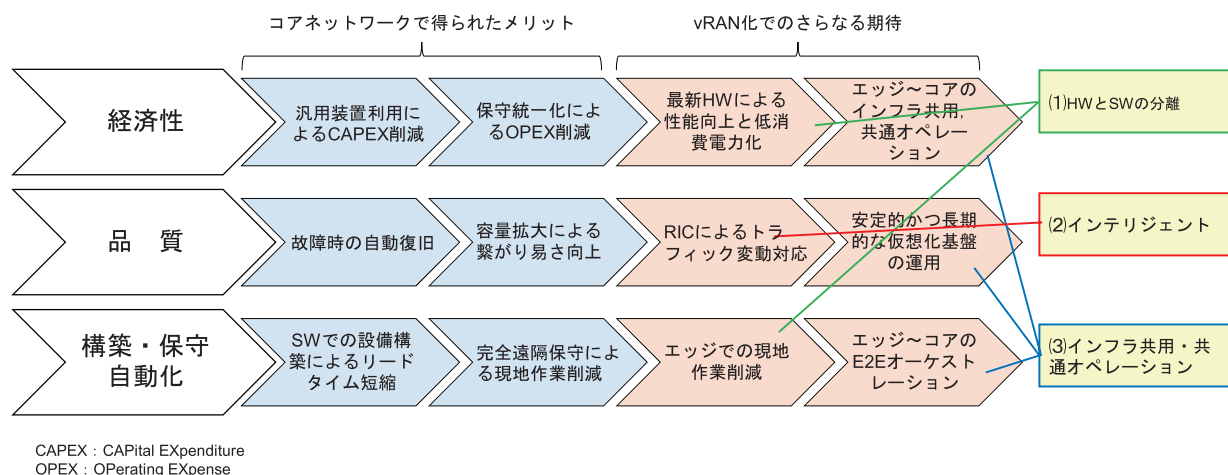 コアネットワークで得られたメリット
vRAN化でのさらなる期待
経済性
汎用装置利用に
よるCAPEX削減
保守統一化によ
るOPEX削減
最新HWによる
性能向上と低消
費電力化
エッジ～コアの
インフラ共用,
共通オペレー
ション
(1)HWとSWの分離
品　質
故障時の自動復旧
容量拡大による
繋がり易さ向上
RICによるトラ
フィック変動対応
安定的かつ長期
的な仮想化基盤
の運用
(2)インテリジェント
構築・保守
自動化
SWでの設備構
築によるリード
タイム短縮
完全遠隔保守によ
る現地作業削減
エッジでの現地
作業削減
エッジ～コアの
E2Eオーケスト
レーション
(3)インフラ共用・共
通オペレーション
CAPEX：CAPital EXpenditure
OPEX：OPerating EXpense